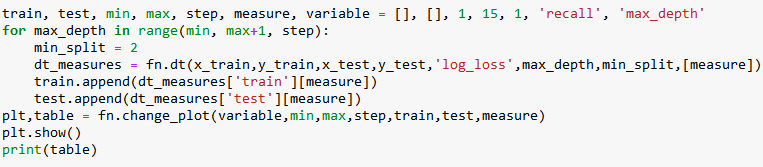 train, test, min, max, step, measure, variable = [], [], 1, 15, 1, 'recall', 'max_depth'
for max_depth in range(min, max+1, step):
    min_split = 2
    dt_measures = fn.dt(x_train,y_train,x_test,y_test,'log_loss',max_depth,min_split,[measure])
    train.append(dt_measures['train'][measure])
    test.append(dt_measures['test'][measure])
plt,table = fn.change_plot(variable,min,max,step,train,test,measure)
plt.show()
print(table)